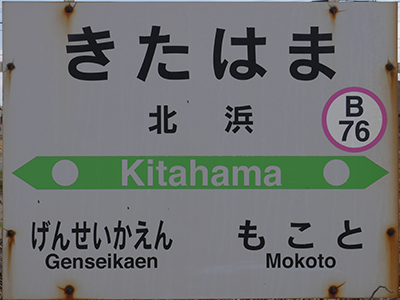 きたはま
北浜
B
76
Kitahama
げんせいかえん
Genseikaen
もこと
Mokoto